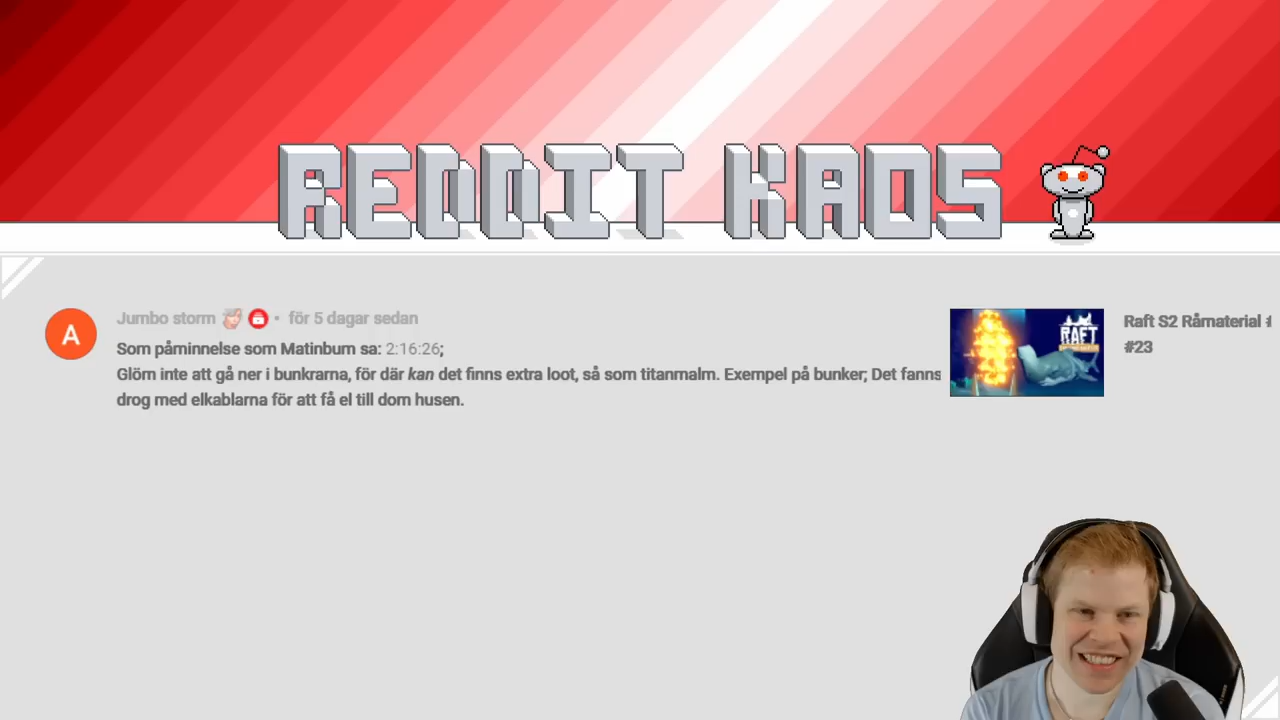 REDDIT KAOS
A
Jumbo storm • för 5 dagar sedan
Som påminnelse som Matinbum sa: 2:16:26;
Glöm inte att gå ner i bunkrarna, för där kan det finns extra loot, så som titanmalm. Exempel på bunker; Det fanns
drog med elkablarna för att få el till dom husen.
RAFT
Raft S2 Råmaterial
#23